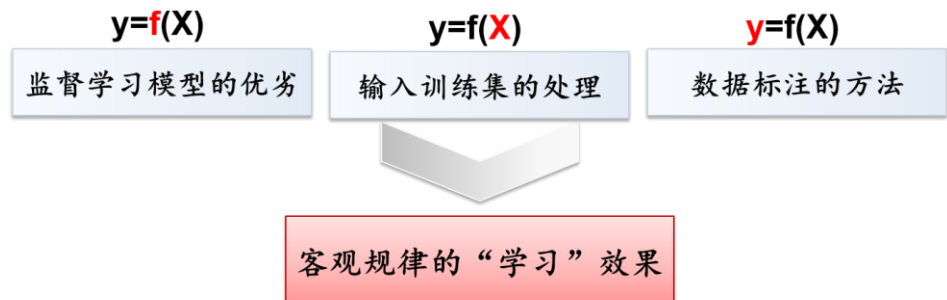 y=f(X)
y=f(X)
y=f(X)
监督学习模型的优劣
输入训练集的处理
数据标注的方法
客观规律的“学习”效果